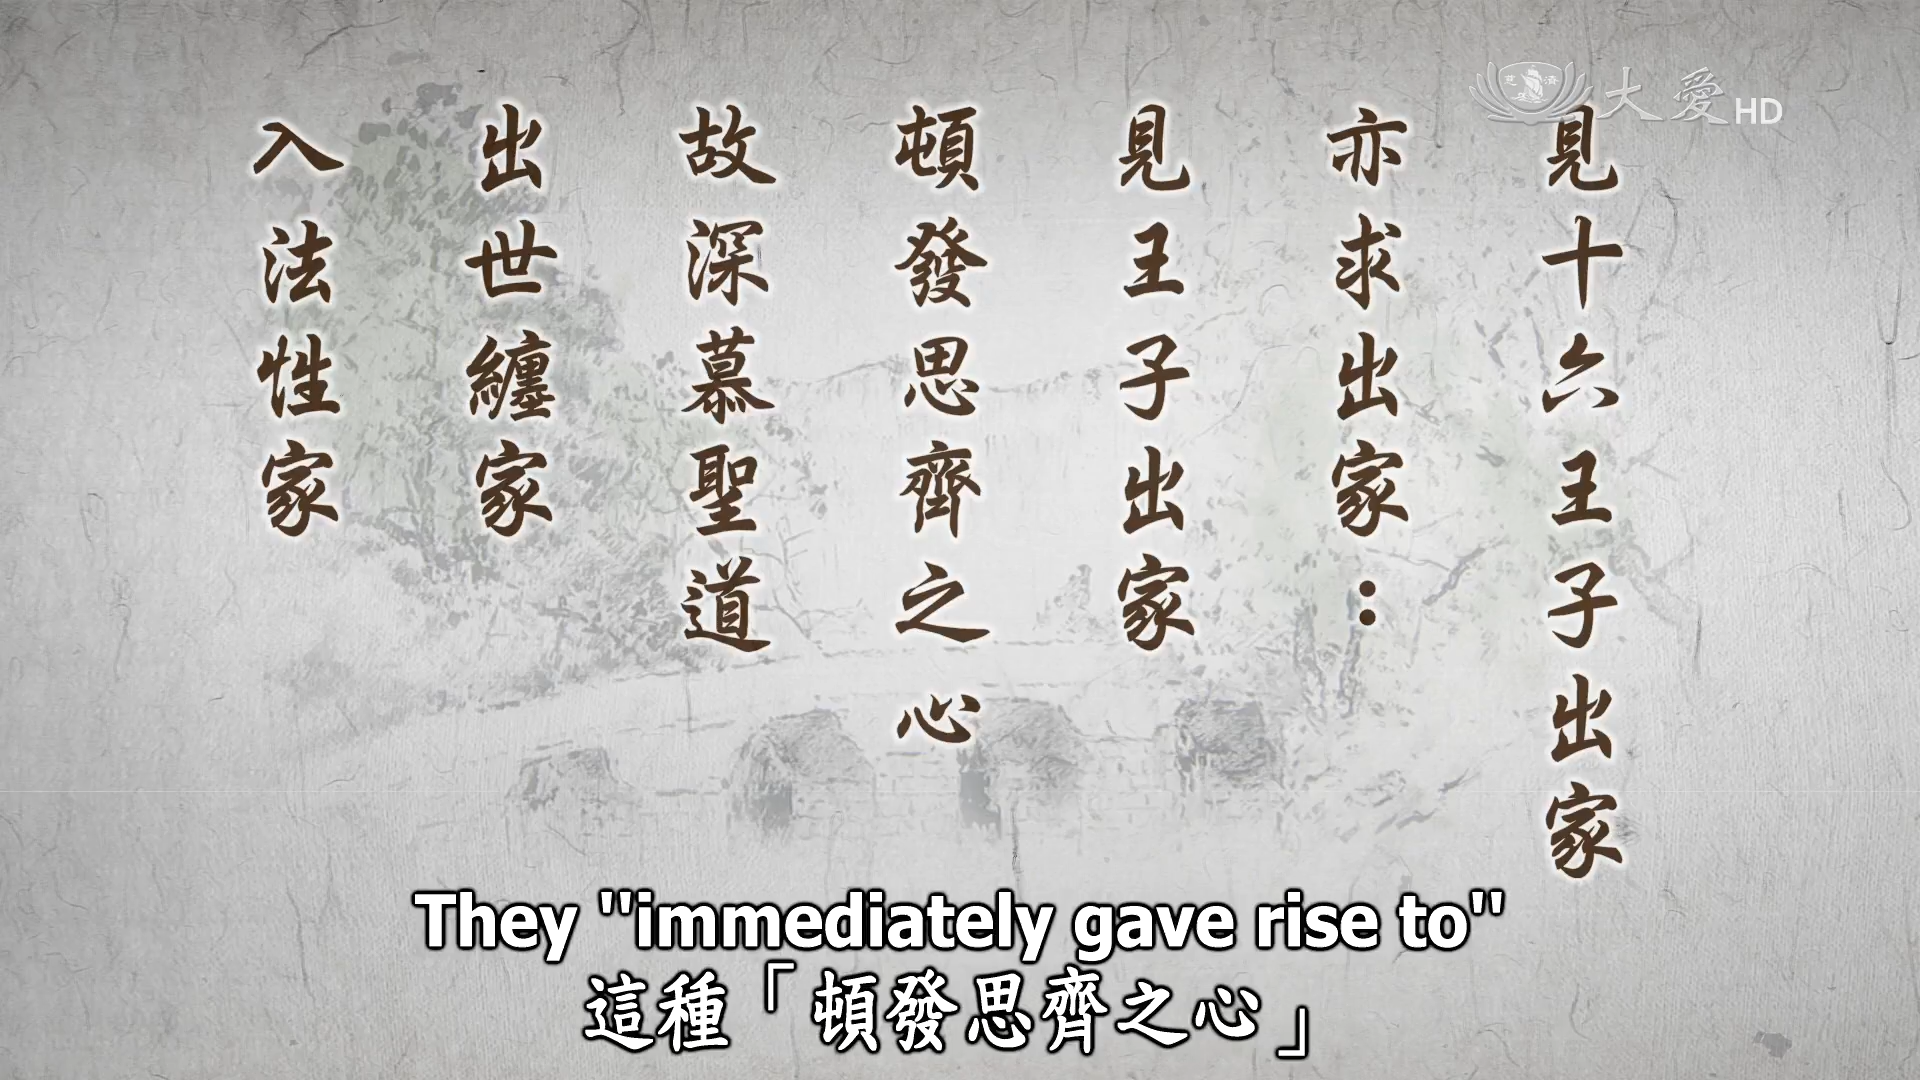 見十六王子出家
亦求出家：
見王子出家
頓發思齊之心
故深慕聖道
出世纏家
入法性家
大愛HD
They "immediately gave rise to"
這種「頓發思齊之心」